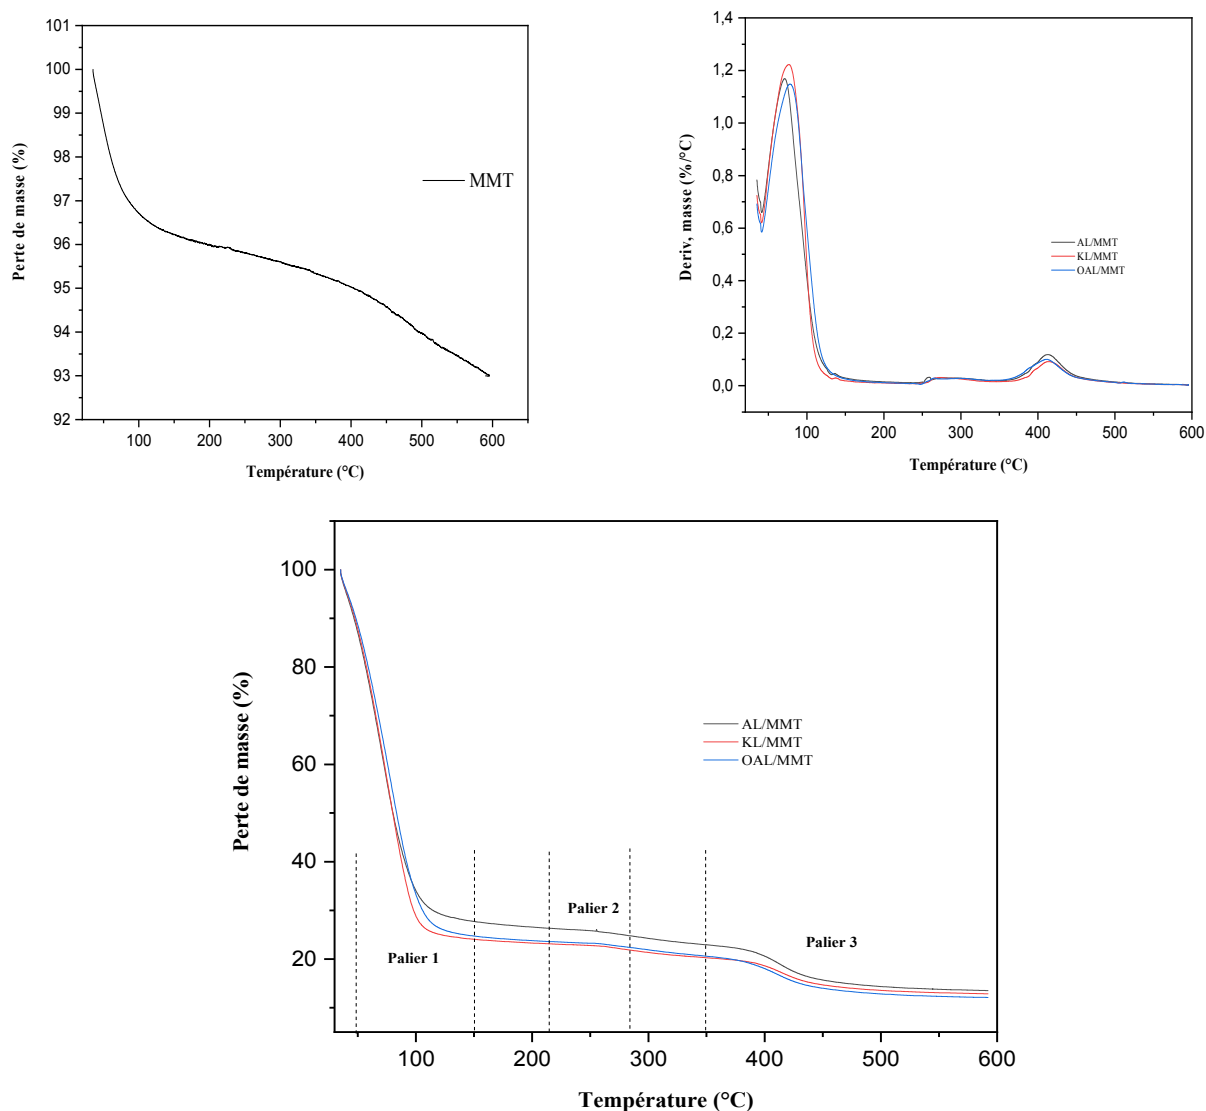 101
100
99
98
97
96
95
94
93
92
100
200
300
400
500
600
Perte de masse (%)
Température (°C)
MMT
1,4
1,2
1,0
0,8
0,6
0,4
0,2
0,0
100
200
300
400
500
600
Deriv, masse (%/°C)
Température (°C)
AL/MMT
KL/MMT
OAL/MMT
100
80
60
40
20
100
200
300
400
500
600
Perte de masse (%)
Température (°C)
AL/MMT
KL/MMT
OAL/MMT
Palier 1
Palier 2
Palier 3